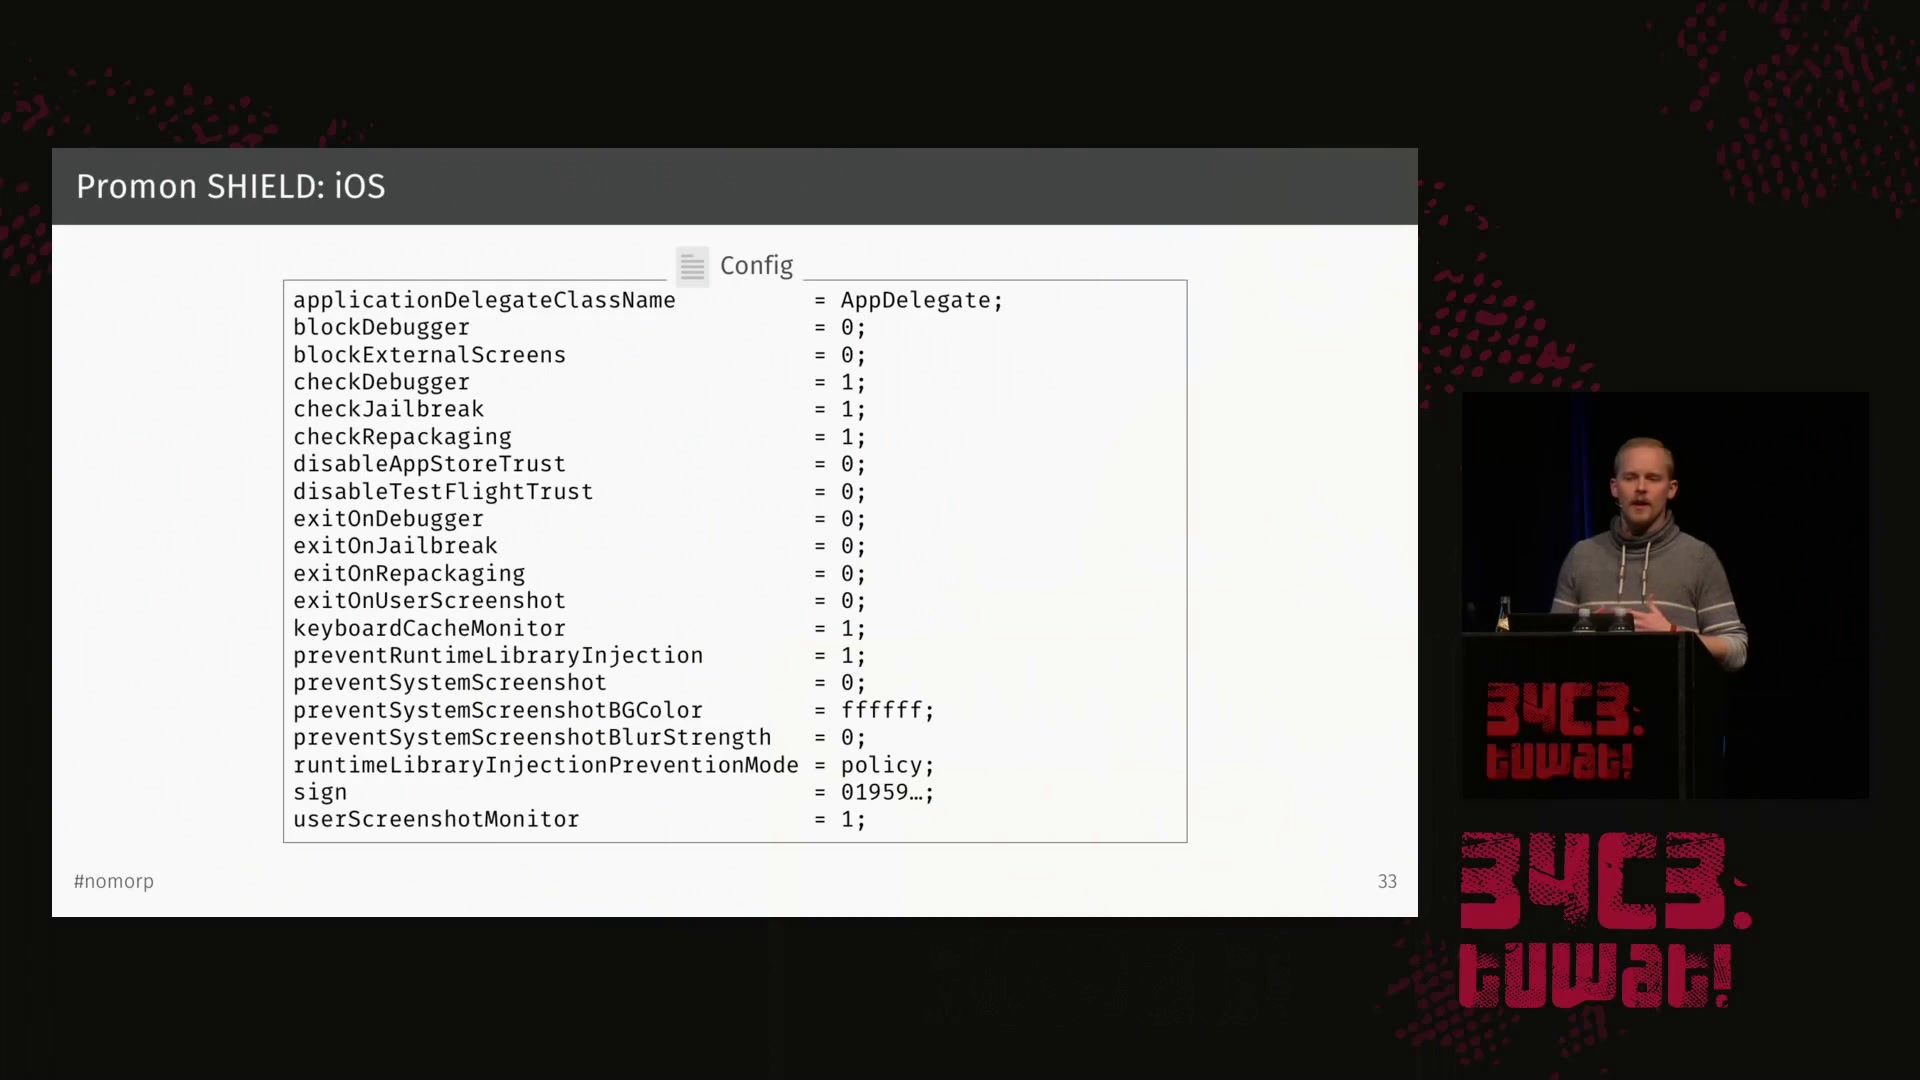 Promon SHIELD: iOS
Config
applicationDelegateClassName = AppDelegate;
blockDebugger = 0;
blockExternalScreens = 0;
checkDebugger = 1;
checkJailbreak = 1;
checkRepackaging = 1;
disableAppStoreTrust = 0;
disableTestFlightTrust = 0;
exitOnDebugger = 0;
exitOnJailbreak = 0;
exitOnRepackaging = 0;
exitOnUserScreenshot = 0;
keyboardCacheMonitor = 1;
preventRuntimeLibraryInjection = 1;
preventSystemScreenshot = 0;
preventSystemScreenshotBGColor = ffffff;
preventSystemScreenshotBlurStrength = 0;
runtimeLibraryInjectionPreventionMode = policy;
sign = 01959…;
userScreenshotMonitor = 1;
#nomorp
33
34C3.
tuwat!
34C3.
tuwat!